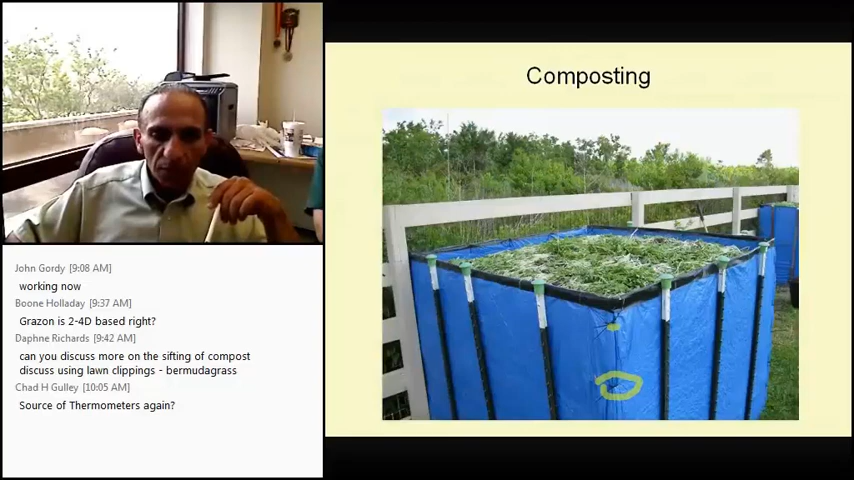 Composting
John Gordy [9:08 AM]
working now
Boone Holladay [9:37 AM]
Grazon is 2-4D based right?
Daphne Richards [9:42 AM]
can you discuss more on the sifting of compost
discuss using lawn clippings - bermudagrass
Chad H Gulley [10:05 AM]
Source of Thermometers again?